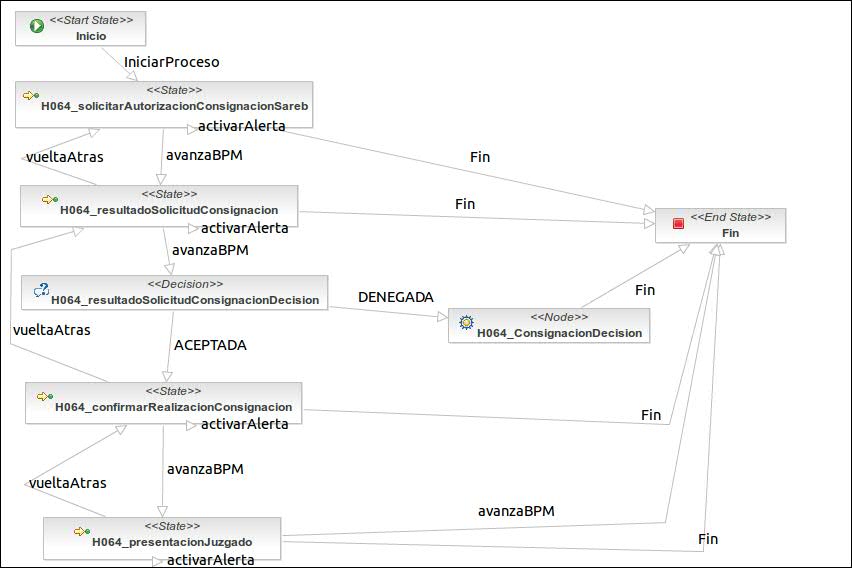 <<Start State>>
Inicio
IniciarProceso
<<State>>
H064_solicitarAutorizacionConsignacionSareb
activarAlerta
vueltaAtras
avanzaBPM
Fin
<<State>>
H064_resultadoSolicitudConsignacion
Fin
activarAlerta
<<End State>>
Fin
avanzaBPM
<<Decision>>
H064_resultadoSolicitudConsignacionDecision
DENEGADA
Fin
<<Node>>
H064_ConsignacionDecision
vueltaAtras
ACEPTADA
<<State>>
H064_confirmarRealizacionConsignacion
Fin
activarAlerta
avanzaBPM
vueltaAtras
avanzaBPM
<<State>>
H064_presentacionJuzgado
Fin
activarAlerta